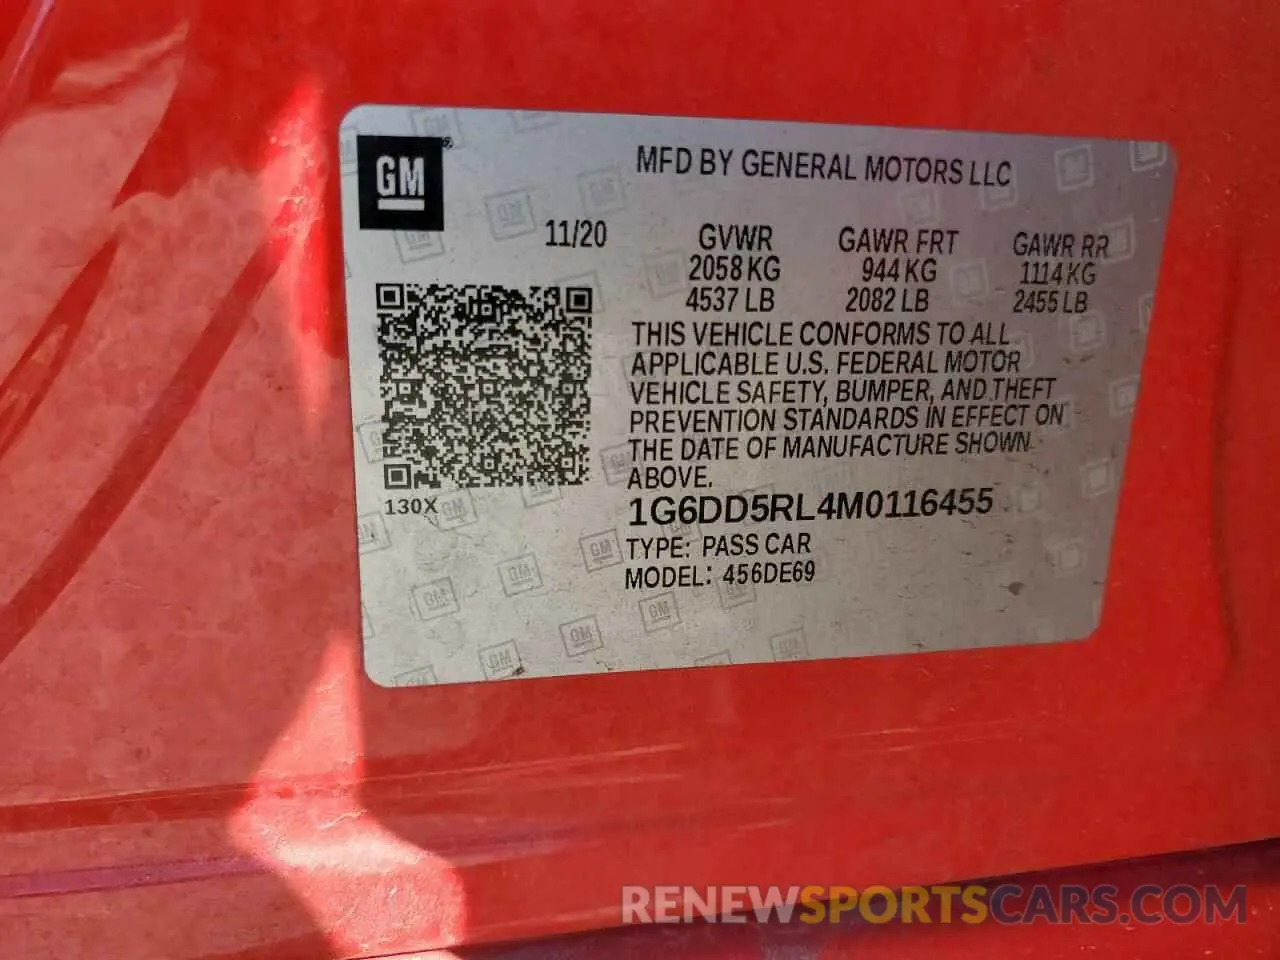 GM
MFD BY GENERAL MOTORS LLC
11/20 GVWR GAWR FRT GAWR RR
2058 KG 944 KG 1114 KG
4537 LB 2082 LB 2455 LB
THIS VEHICLE CONFORMS TO ALL
APPLICABLE U.S. FEDERAL MOTOR
VEHICLE SAFETY, BUMPER, AND THEFT
PREVENTION STANDARDS IN EFFECT ON
THE DATE OF MANUFACTURE SHOWN
ABOVE.
130X
1G6DD5RL4M0116455
TYPE: PASS CAR
MODEL: 456DE69
RENEWSPORTSCARS.COM